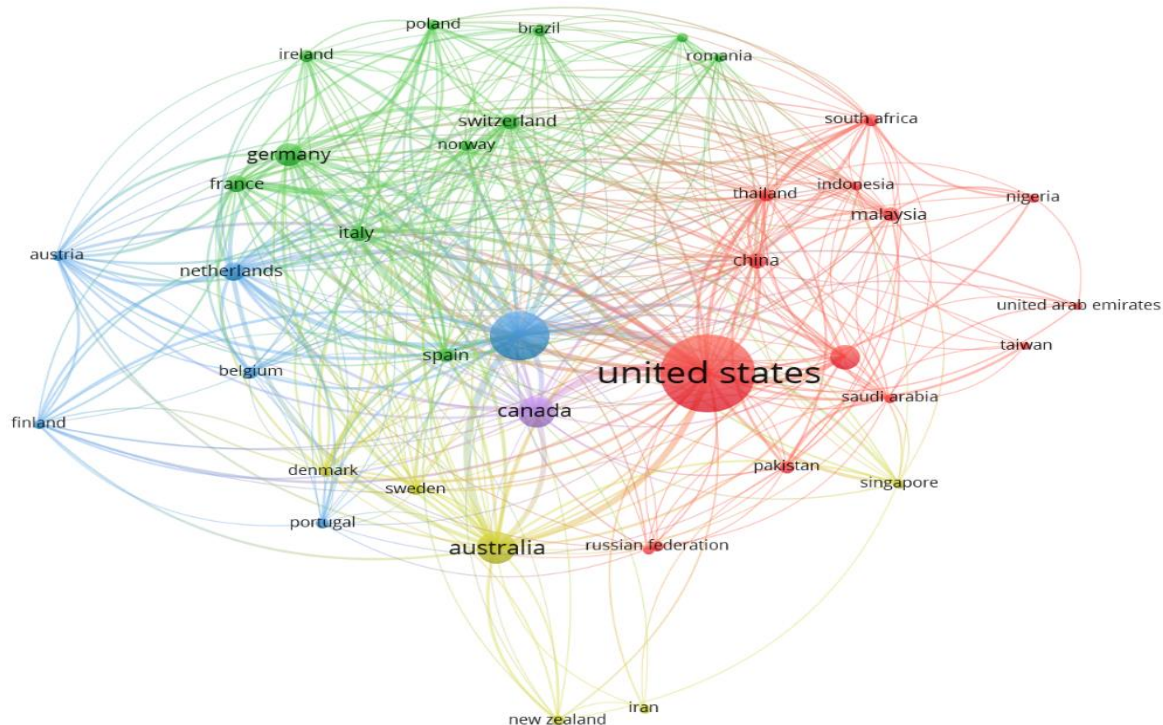 poland
brazil
ireland
romania
south africa
switzerland
norway
germany
france
thailand
indonesia
nigeria
malaysia
italy
austria
netherlands
china
united arab emirates
taiwan
spain
belgium
united states
saudi arabia
canada
finland
denmark
sweden
pakistan
singapore
portugal
australia
russian federation
iran
new zealand